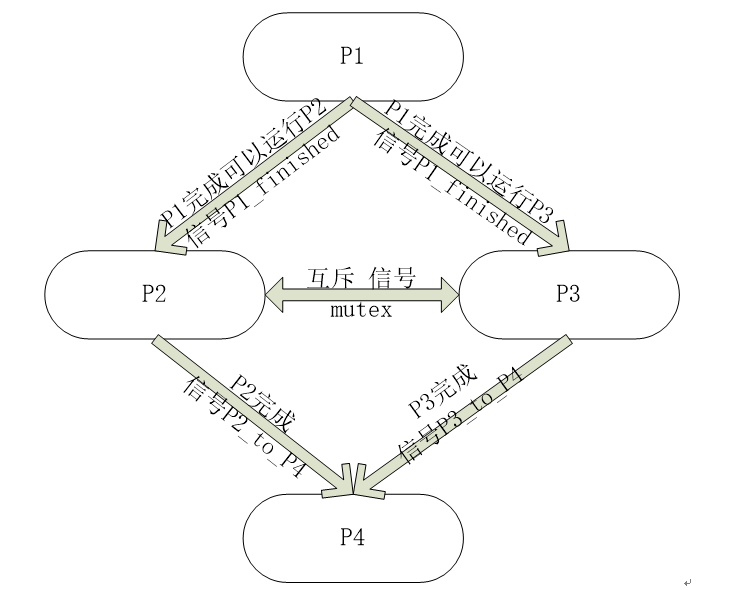 P1
P1完成可以运行P2
信号P1_finished
P1完成可以运行P3
信号P1_finished
P2
互斥 信号
mutex
P3
P2完成
信号P2_to_P4
P3完成
信号P3_to_P4
P4